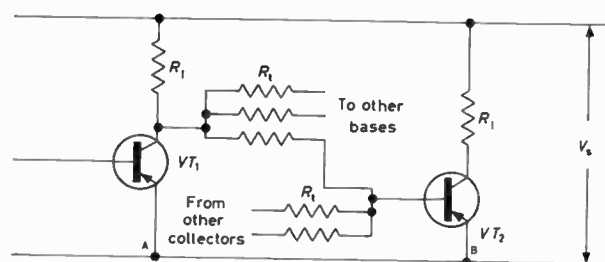 R₁
Rₜ
To other
bases
R₁
Vₛ
VT₁
Rₜ
From
other
collectors
VT₂
A
B